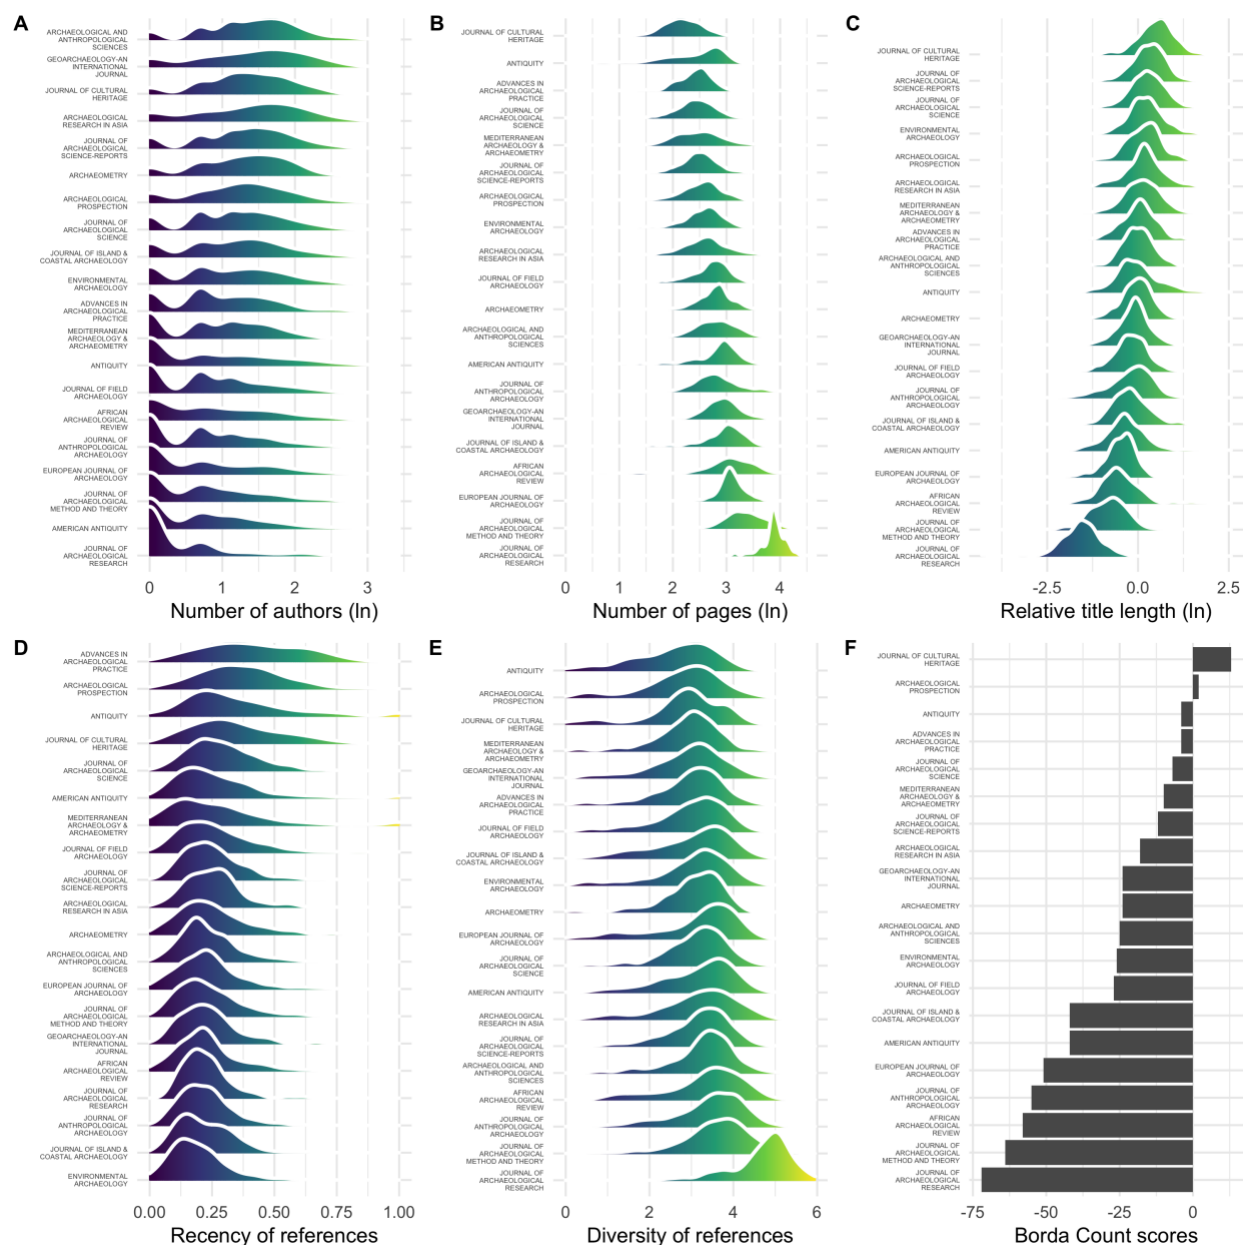 A
ARCHAEOLOGICAL AND
ANTHROPOLOGICAL
SCIENCES
GEOARCHAEOLOGY-AN
INTERNATIONAL
JOURNAL
JOURNAL OF CULTURAL
HERITAGE
ARCHAEOLOGICAL
RESEARCH IN ASIA
JOURNAL OF
ARCHAEOLOGICAL
SCIENCE-REPORTS
ARCHAEOMETRY
ARCHAEOLOGICAL
PROSPECTION
JOURNAL OF
ARCHAEOLOGICAL
SCIENCE
JOURNAL OF ISLAND &
COASTAL ARCHAEOLOGY
ENVIRONMENTAL
ARCHAEOLOGY
ADVANCES IN
ARCHAEOLOGICAL
PRACTICE
MEDITERRANEAN
ARCHAEOLOGY &
ARCHAEOMETRY
ANTIQUITY
JOURNAL OF FIELD
ARCHAEOLOGY
AFRICAN
ARCHAEOLOGICAL
REVIEW
JOURNAL OF
ANTHROPOLOGICAL
ARCHAEOLOGY
EUROPEAN JOURNAL OF
ARCHAEOLOGY
JOURNAL OF
ARCHAEOLOGICAL
METHOD AND THEORY
AMERICAN ANTIQUITY
JOURNAL OF
ARCHAEOLOGICAL
RESEARCH
0 1 2 3
Number of authors (ln)
B
JOURNAL OF CULTURAL
HERITAGE
ANTIQUITY
ADVANCES IN
ARCHAEOLOGICAL
PRACTICE
JOURNAL OF
ARCHAEOLOGICAL
SCIENCE
MEDITERRANEAN
ARCHAEOLOGY &
ARCHAEOMETRY
JOURNAL OF
ARCHAEOLOGICAL
SCIENCE-REPORTS
ARCHAEOLOGICAL
PROSPECTION
ENVIRONMENTAL
ARCHAEOLOGY
ARCHAEOLOGICAL
RESEARCH IN ASIA
JOURNAL OF FIELD
ARCHAEOLOGY
ARCHAEOMETRY
ARCHAEOLOGICAL AND
ANTHROPOLOGICAL
SCIENCES
AMERICAN ANTIQUITY
JOURNAL OF
ANTHROPOLOGICAL
ARCHAEOLOGY
GEOARCHAEOLOGY-AN
INTERNATIONAL
JOURNAL
JOURNAL OF ISLAND &
COASTAL ARCHAEOLOGY
AFRICAN
ARCHAEOLOGICAL
REVIEW
EUROPEAN JOURNAL OF
ARCHAEOLOGY
JOURNAL OF
ARCHAEOLOGICAL
METHOD AND THEORY
JOURNAL OF
ARCHAEOLOGICAL
RESEARCH
0 1 2 3 4
Number of pages (ln)
C
JOURNAL OF CULTURAL
HERITAGE
JOURNAL OF
ARCHAEOLOGICAL
SCIENCE-REPORTS
JOURNAL OF
ARCHAEOLOGICAL
SCIENCE
ENVIRONMENTAL
ARCHAEOLOGY
ARCHAEOLOGICAL
PROSPECTION
ARCHAEOLOGICAL
RESEARCH IN ASIA
MEDITERRANEAN
ARCHAEOLOGY &
ARCHAEOMETRY
ADVANCES IN
ARCHAEOLOGICAL
PRACTICE
ARCHAEOLOGICAL AND
ANTHROPOLOGICAL
SCIENCES
ANTIQUITY
ARCHAEOMETRY
GEOARCHAEOLOGY-AN
INTERNATIONAL
JOURNAL
JOURNAL OF FIELD
ARCHAEOLOGY
JOURNAL OF
ANTHROPOLOGICAL
ARCHAEOLOGY
JOURNAL OF ISLAND &
COASTAL ARCHAEOLOGY
AMERICAN ANTIQUITY
EUROPEAN JOURNAL OF
ARCHAEOLOGY
AFRICAN
ARCHAEOLOGICAL
REVIEW
JOURNAL OF
ARCHAEOLOGICAL
METHOD AND THEORY
JOURNAL OF
ARCHAEOLOGICAL
RESEARCH
-2.5 0.0 2.5
Relative title length (ln)
D
ADVANCES IN
ARCHAEOLOGICAL
PRACTICE
ARCHAEOLOGICAL
PROSPECTION
ANTIQUITY
JOURNAL OF CULTURAL
HERITAGE
JOURNAL OF
ARCHAEOLOGICAL
SCIENCE
AMERICAN ANTIQUITY
MEDITERRANEAN
ARCHAEOLOGY &
ARCHAEOMETRY
JOURNAL OF FIELD
ARCHAEOLOGY
JOURNAL OF
ARCHAEOLOGICAL
SCIENCE-REPORTS
ARCHAEOLOGICAL
RESEARCH IN ASIA
ARCHAEOMETRY
ARCHAEOLOGICAL AND
ANTHROPOLOGICAL
SCIENCES
EUROPEAN JOURNAL OF
ARCHAEOLOGY
JOURNAL OF
ARCHAEOLOGICAL
METHOD AND THEORY
GEOARCHAEOLOGY-AN
INTERNATIONAL
JOURNAL
AFRICAN
ARCHAEOLOGICAL
REVIEW
JOURNAL OF
ARCHAEOLOGICAL
RESEARCH
JOURNAL OF
ANTHROPOLOGICAL
ARCHAEOLOGY
JOURNAL OF ISLAND &
COASTAL ARCHAEOLOGY
ENVIRONMENTAL
ARCHAEOLOGY
0.00 0.25 0.50 0.75 1.00
Recency of references
E
ANTIQUITY
ARCHAEOLOGICAL
PROSPECTION
JOURNAL OF CULTURAL
HERITAGE
MEDITERRANEAN
ARCHAEOLOGY &
ARCHAEOMETRY
GEOARCHAEOLOGY-AN
INTERNATIONAL
JOURNAL
ADVANCES IN
ARCHAEOLOGICAL
PRACTICE
JOURNAL OF FIELD
ARCHAEOLOGY
JOURNAL OF ISLAND &
COASTAL ARCHAEOLOGY
ENVIRONMENTAL
ARCHAEOLOGY
ARCHAEOMETRY
EUROPEAN JOURNAL OF
ARCHAEOLOGY
JOURNAL OF
ARCHAEOLOGICAL
SCIENCE
AMERICAN ANTIQUITY
ARCHAEOLOGICAL
RESEARCH IN ASIA
JOURNAL OF
ARCHAEOLOGICAL
SCIENCE-REPORTS
ARCHAEOLOGICAL AND
ANTHROPOLOGICAL
SCIENCES
AFRICAN
ARCHAEOLOGICAL
REVIEW
JOURNAL OF
ANTHROPOLOGICAL
ARCHAEOLOGY
JOURNAL OF
ARCHAEOLOGICAL
METHOD AND THEORY
JOURNAL OF
ARCHAEOLOGICAL
RESEARCH
0 2 4 6
Diversity of references
F
JOURNAL OF CULTURAL
HERITAGE
ARCHAEOLOGICAL
PROSPECTION
ANTIQUITY
ADVANCES IN
ARCHAEOLOGICAL
PRACTICE
JOURNAL OF
ARCHAEOLOGICAL
SCIENCE
MEDITERRANEAN
ARCHAEOLOGY &
ARCHAEOMETRY
JOURNAL OF
ARCHAEOLOGICAL
SCIENCE-REPORTS
ARCHAEOLOGICAL
RESEARCH IN ASIA
GEOARCHAEOLOGY-AN
INTERNATIONAL
JOURNAL
ARCHAEOMETRY
ARCHAEOLOGICAL AND
ANTHROPOLOGICAL
SCIENCES
ENVIRONMENTAL
ARCHAEOLOGY
JOURNAL OF FIELD
ARCHAEOLOGY
JOURNAL OF ISLAND &
COASTAL ARCHAEOLOGY
AMERICAN ANTIQUITY
EUROPEAN JOURNAL OF
ARCHAEOLOGY
JOURNAL OF
ANTHROPOLOGICAL
ARCHAEOLOGY
AFRICAN
ARCHAEOLOGICAL
REVIEW
JOURNAL OF
ARCHAEOLOGICAL
METHOD AND THEORY
JOURNAL OF
ARCHAEOLOGICAL
RESEARCH
-75 -50 -25 0
Borda Count scores